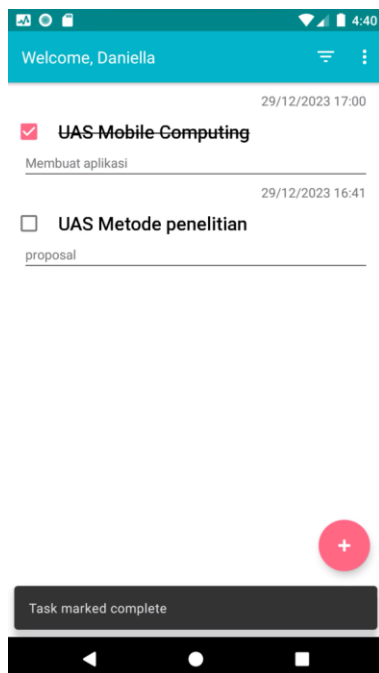 4:40
Welcome, Daniella
29/12/2023 17:00
UAS Mobile Computing
Membuat aplikasi
29/12/2023 16:41
UAS Metode penelitian
proposal
+
Task marked complete